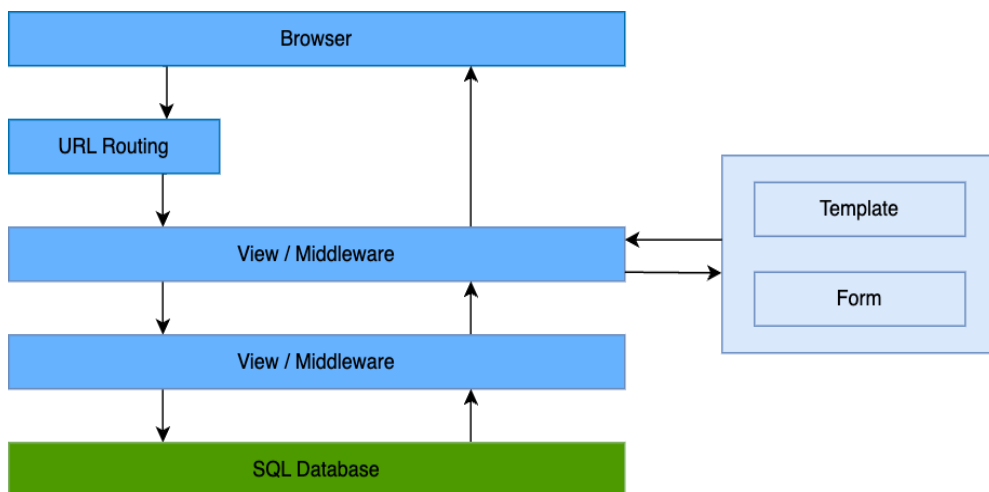 Browser
URL Routing
View / Middleware
Template
Form
View / Middleware
SQL Database